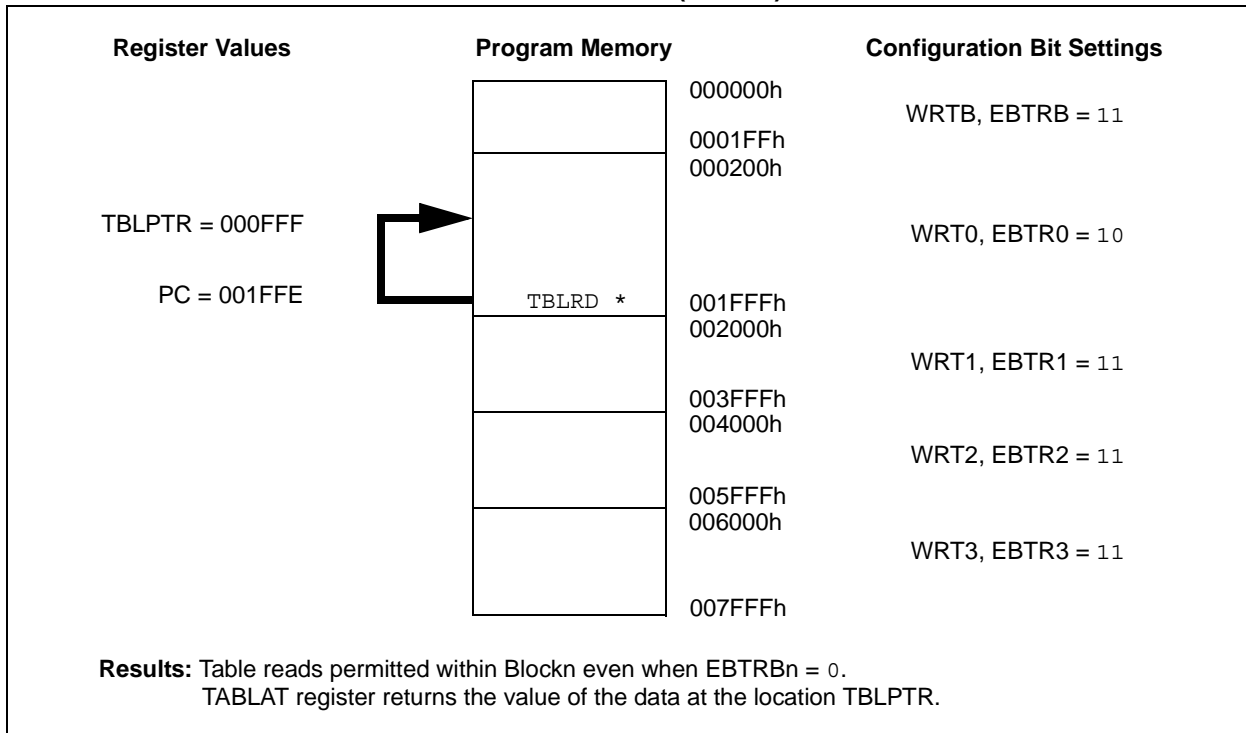 Register Values Program Memory Configuration Bit Settings
000000h
WRTB, EBTRB = 11
0001FFh
000200h
TBLPTR = 000FFF
WRT0, EBTR0 = 10
PC = 001FFE
TBLRD *
001FFFh
002000h
WRT1, EBTR1 = 11
003FFFh
004000h
WRT2, EBTR2 = 11
005FFFh
006000h
WRT3, EBTR3 = 11
007FFFh
Results: Table reads permitted within Blockn even when EBTRBn = 0.
TABLAT register returns the value of the data at the location TBLPTR.